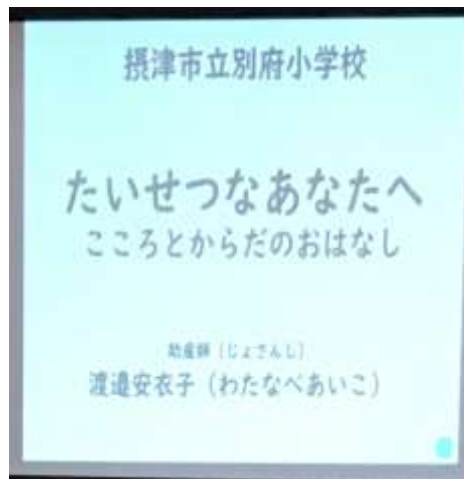 摂津市立別府小学校
たいせつなあなたへ
こころとからだのおはなし
助産師（じょさんし）
渡邉安衣子（わたなべあいこ）